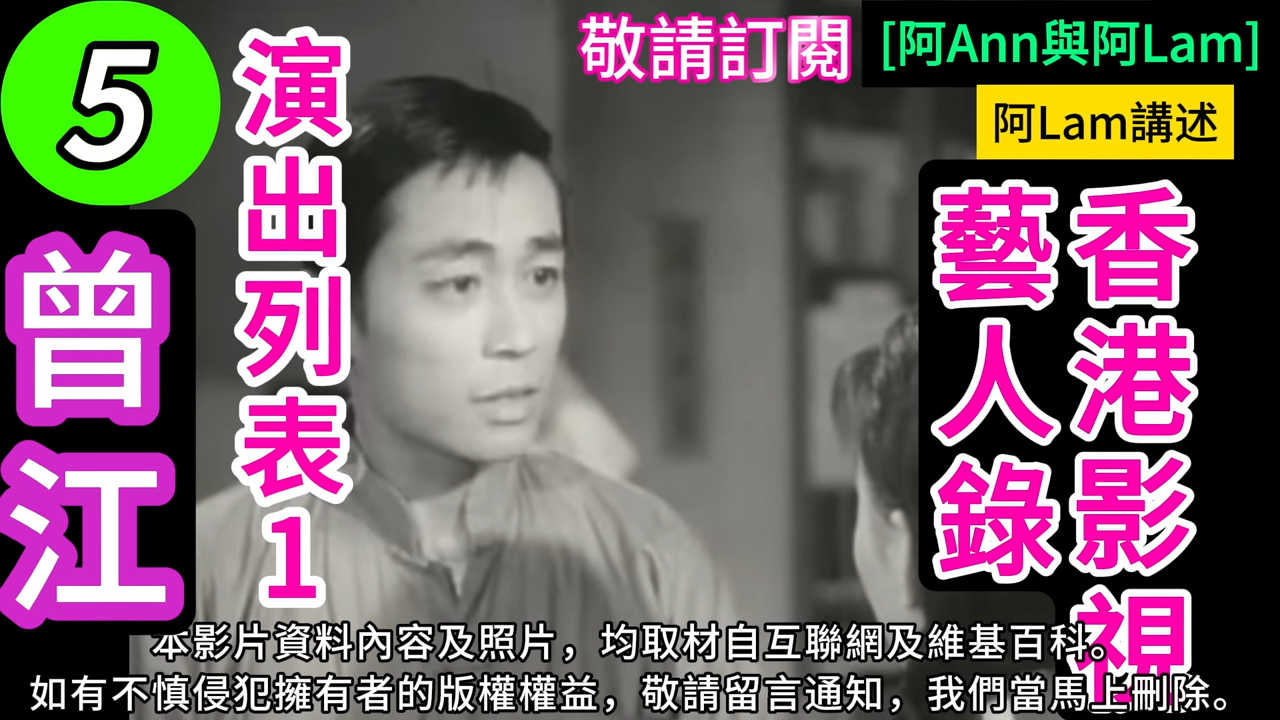 5
曾江
演出列表1
敬請訂閱
[阿Ann與阿Lam]
阿Lam講述
香港影視
藝人錄
本影片資料內容及照片，均取材自互聯網及維基百科。
如有不慎侵犯擁有者的版權權益，敬請留言通知，我們當馬上刪除。